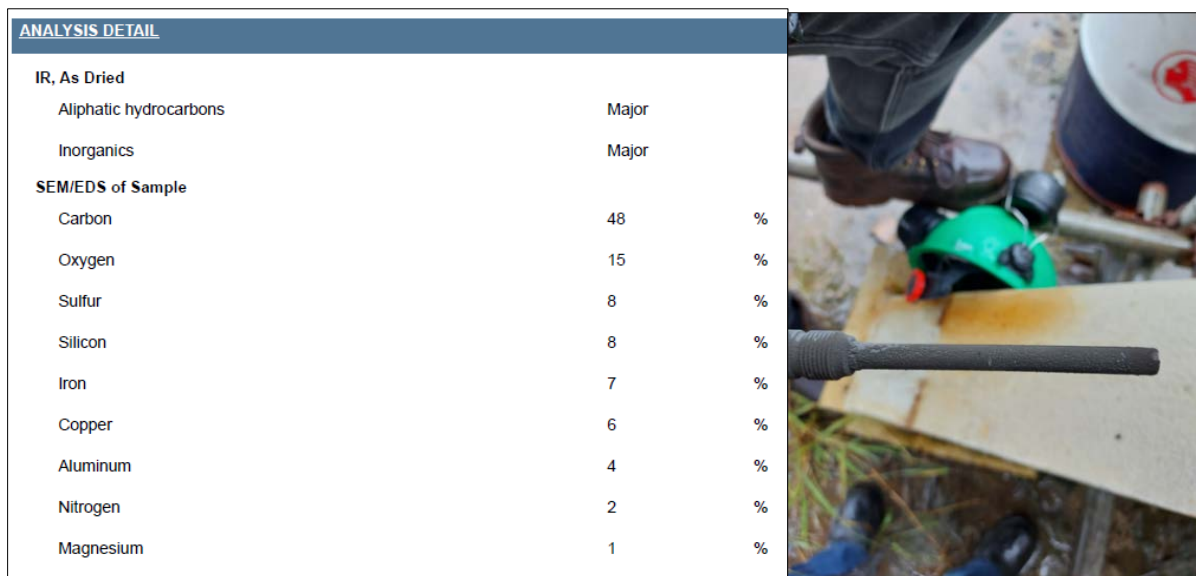 ANALYSIS DETAIL
IR, As Dried
Aliphatic hydrocarbons Major
Inorganics Major
SEM/EDS of Sample
Carbon 48 %
Oxygen 15 %
Sulfur 8 %
Silicon 8 %
Iron 7 %
Copper 6 %
Aluminum 4 %
Nitrogen 2 %
Magnesium 1 %